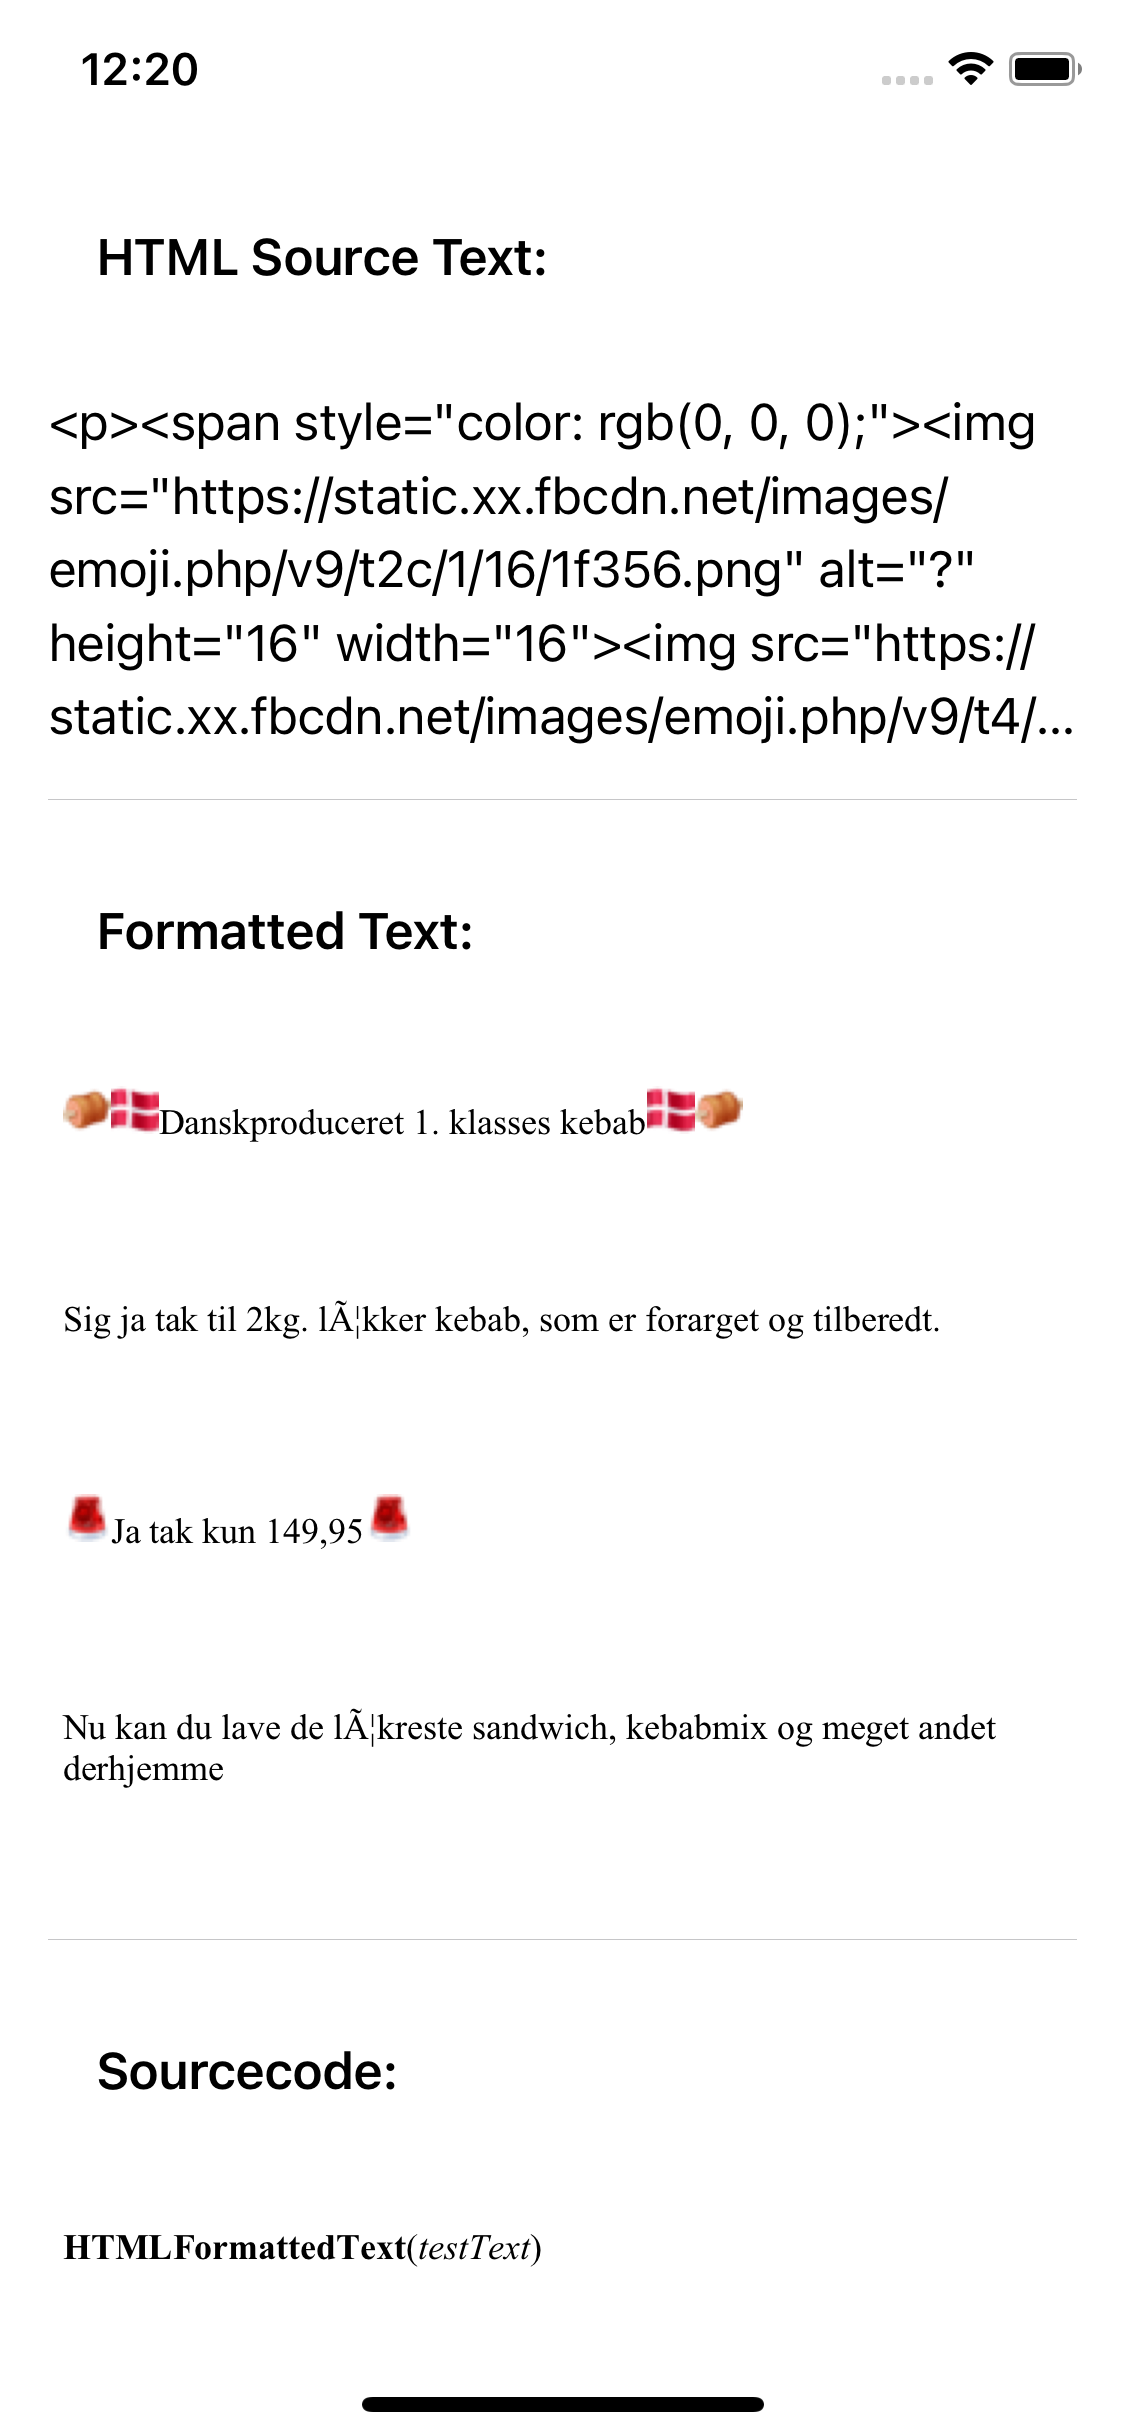 12:20
HTML Source Text:
<p><span style="color: rgb(0, 0, 0);"><img
src="https://static.xx.fbcdn.net/images/
emoji.php/v9/t2c/1/16/1f356.png" alt="?"
height="16" width="16"><img src="https://
static.xx.fbcdn.net/images/emoji.php/v9/t4/...
Formatted Text:
Danskproduceret 1. klasses kebab
Sig ja tak til 2kg. lÃ¦kker kebab, som er forarget og tilberedt.
Ja tak kun 149,95
Nu kan du lave de lÃ¦kreste sandwich, kebabmix og meget andet
derhjemme
Sourcecode:
HTMLFormattedText(testText)